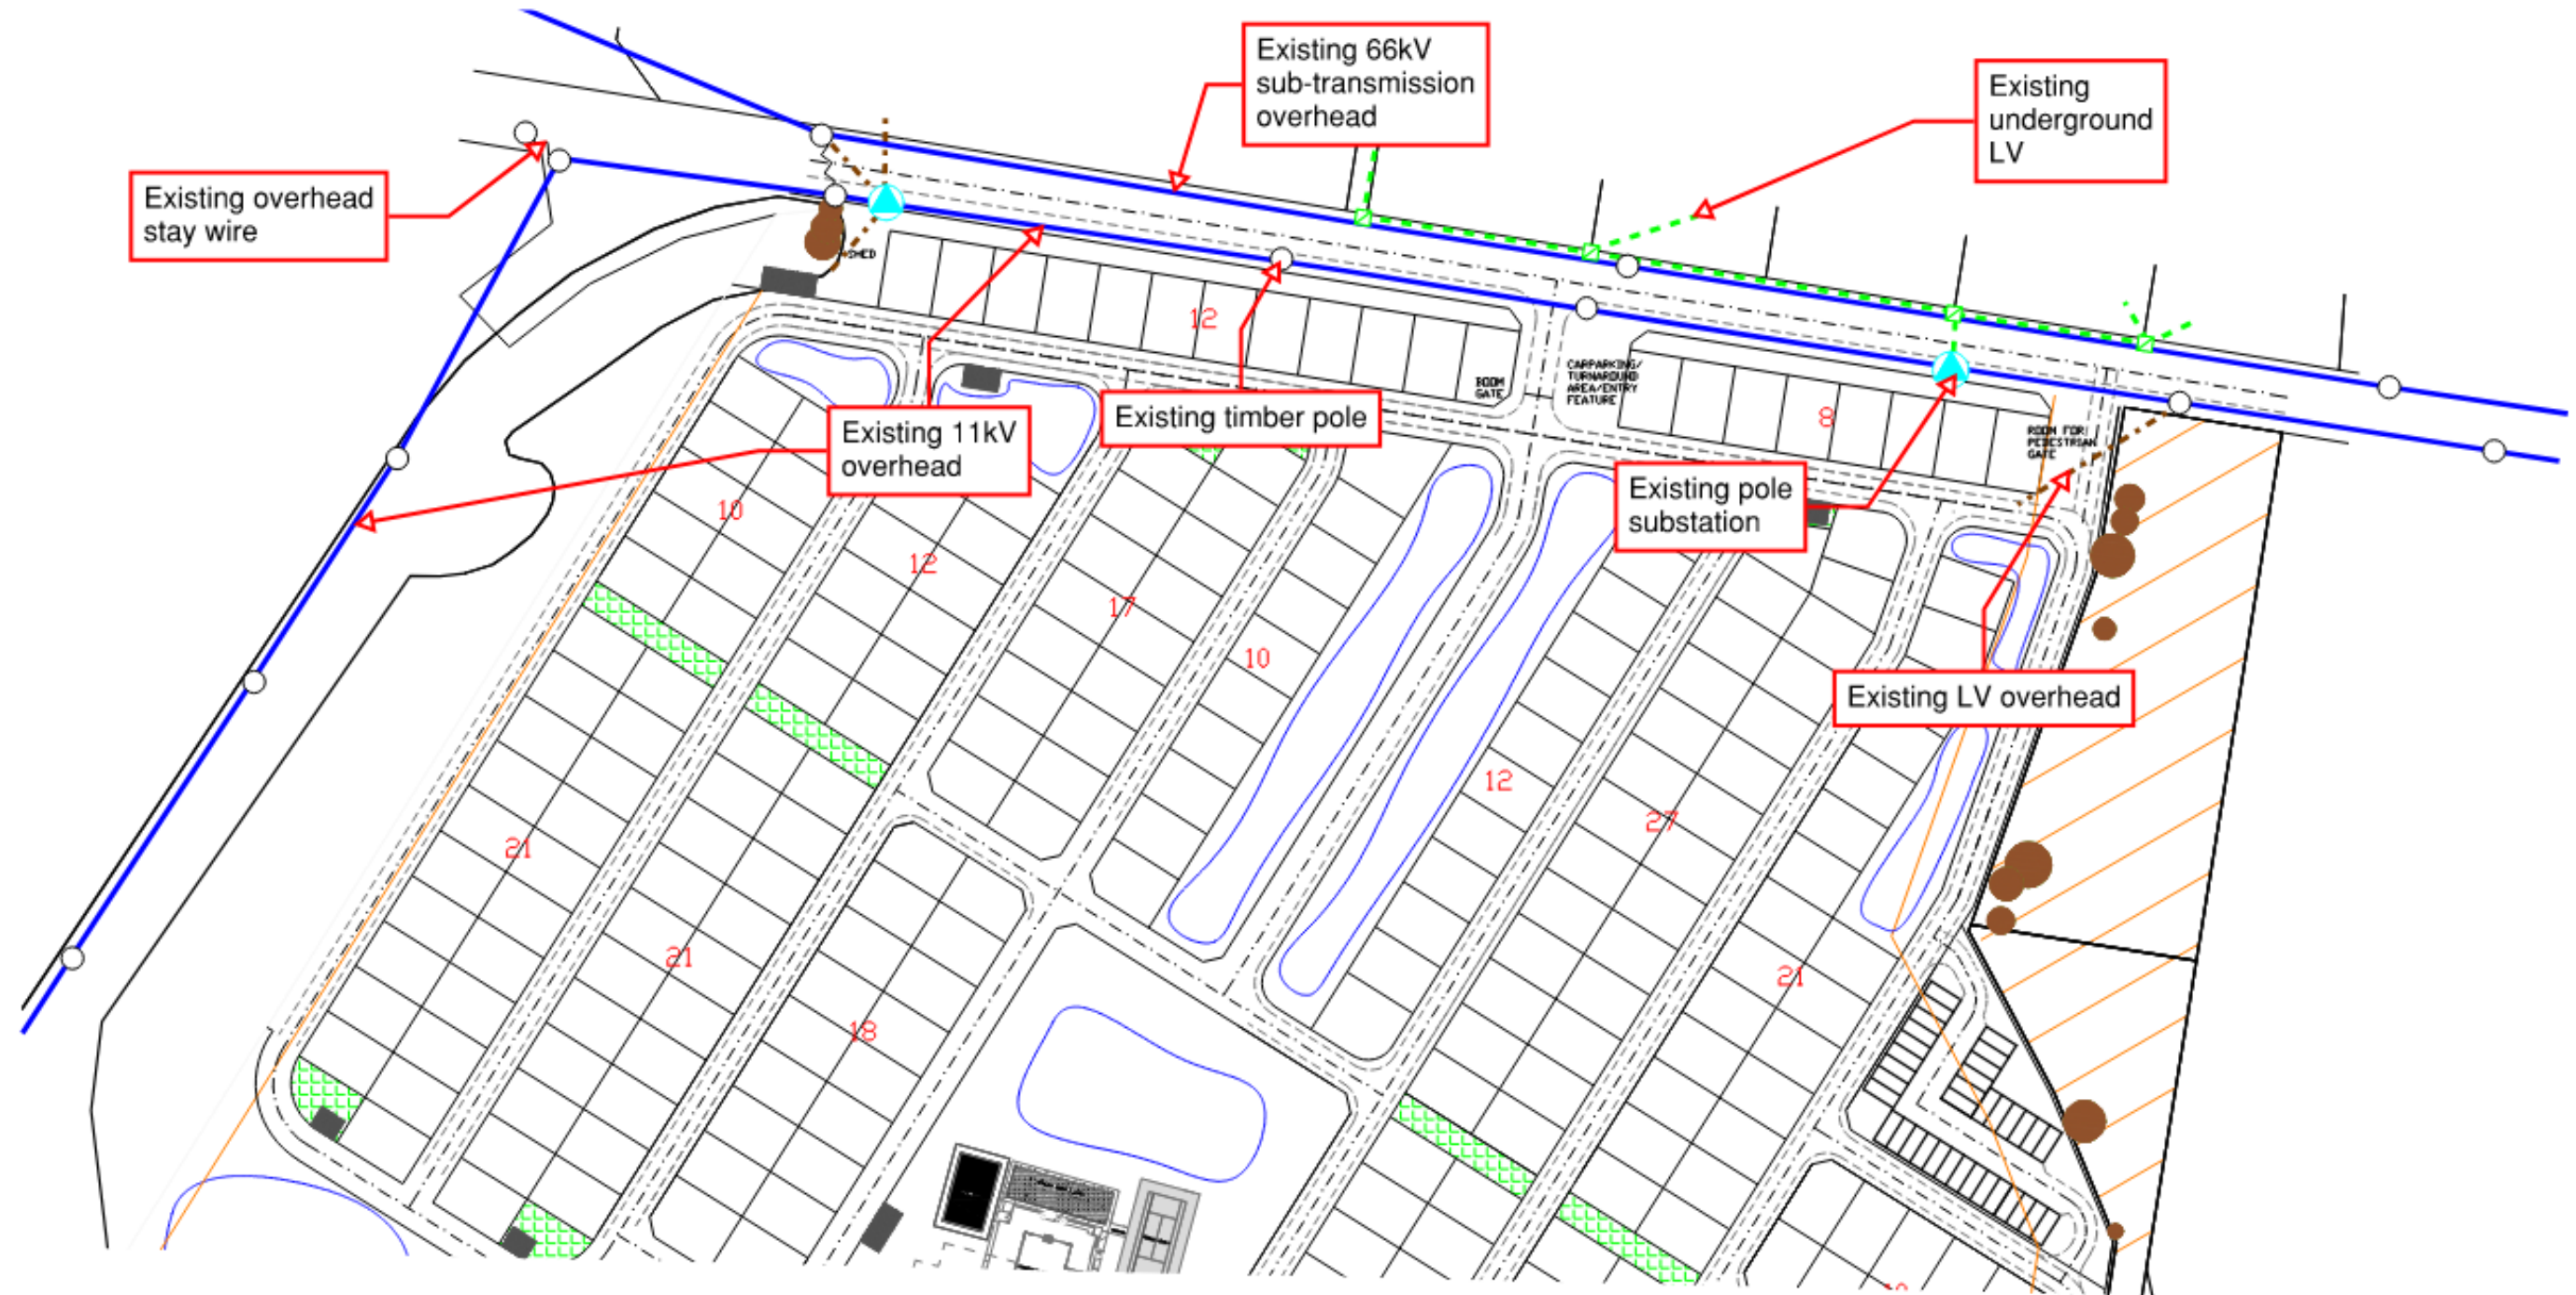 Existing 66kV
sub-transmission
overhead
Existing
underground
LV
Existing overhead
stay wire
SHED
12
BOOM
GATE
CARPARKING/
TURNAROUND
AREA/ENTRY
FEATURE
Existing timber pole
8
Existing 11kV
overhead
ROOM FOR
PEDESTRIAN
GATE
Existing pole
substation
10
12
17
10
Existing LV overhead
12
27
21
21
21
18